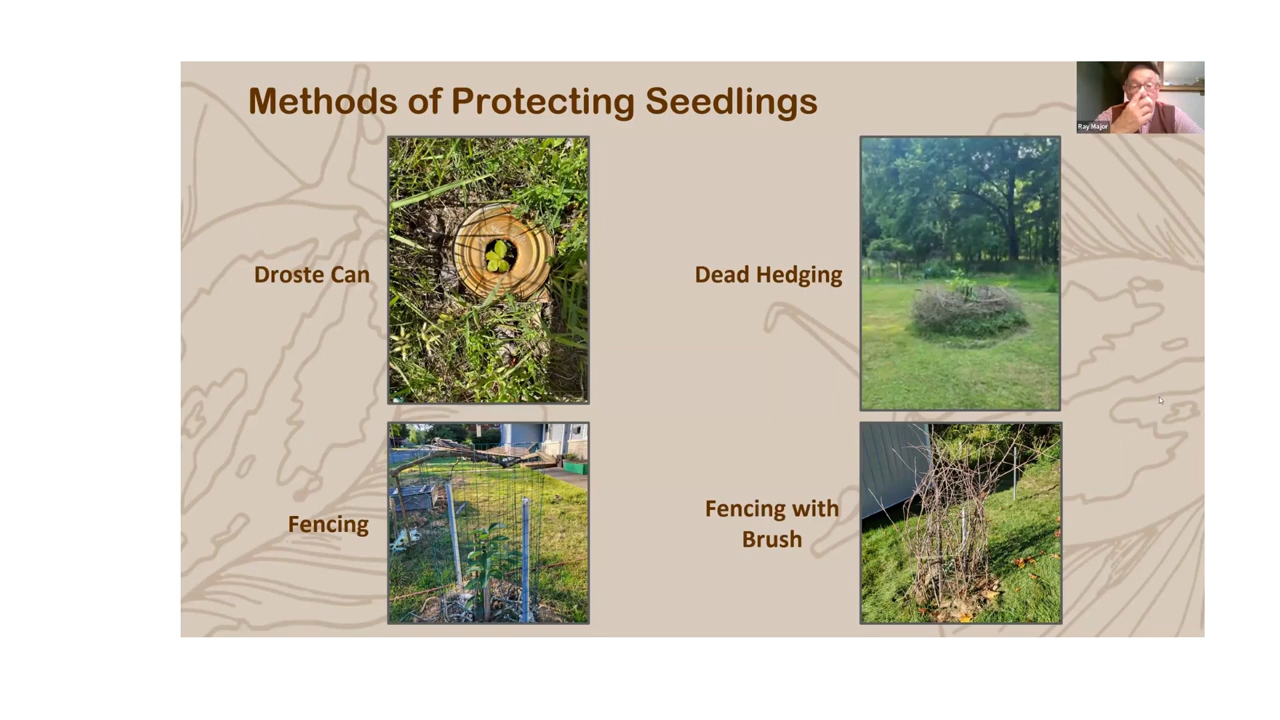 Methods of Protecting Seedlings
Ray Major
Droste Can
Dead Hedging
Fencing
Fencing with
Brush